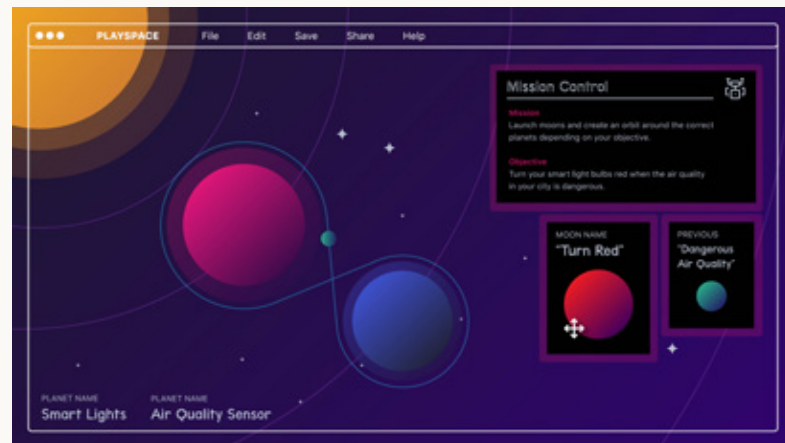 PLAYSPACE File Edit Save Share Help
Mission Control
Mission
Launch moons and create an orbit around the correct
planets depending on your objective.
Objective
Turn your smart light bulbs red when the air quality
in your city is dangerous.
MOON NAME
"Turn Red"
PREVIOUS
"Dangerous
Air Quality"
PLANET NAME
Smart Lights
PLANET NAME
Air Quality Sensor